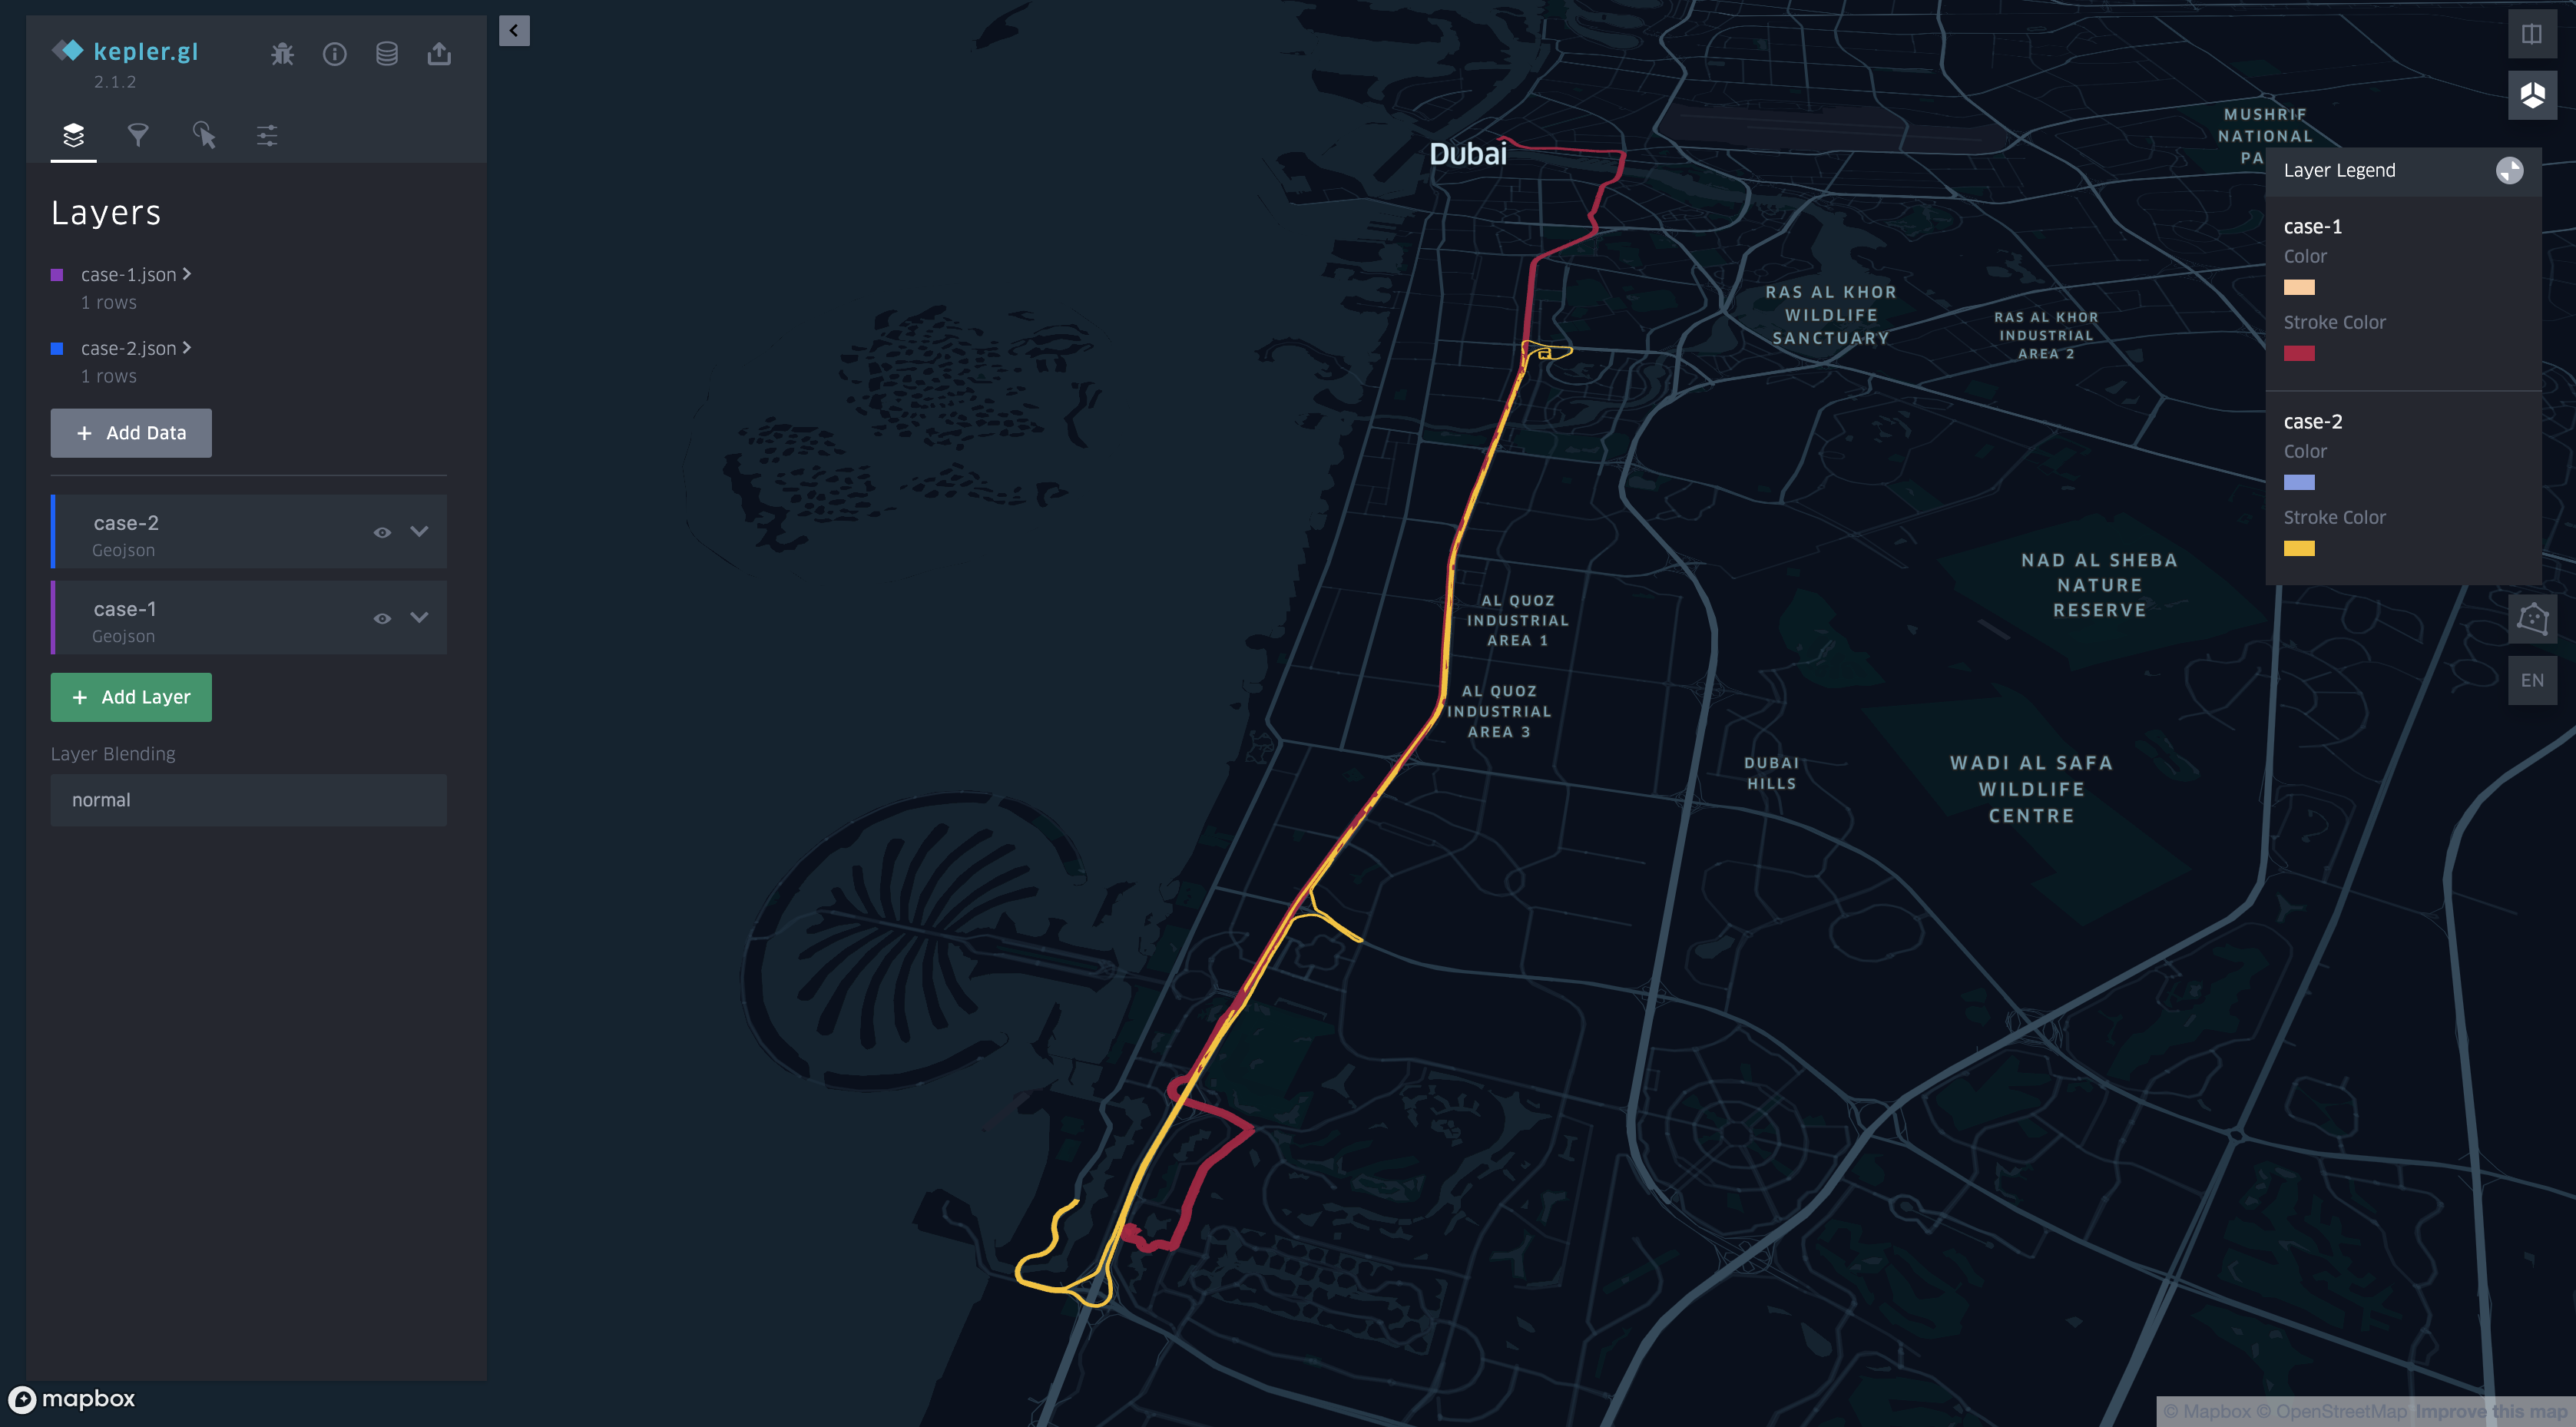 kepler.gl
2.1.2
Layers
case-1.json
1 rows
case-2.json
1 rows
+ Add Data
case-2
Geojson
case-1
Geojson
+ Add Layer
Layer Blending
normal
mapbox
Dubai
MUSHRIF
NATIONAL
PA
RAS AL KHOR
WILDLIFE
SANCTUARY
RAS AL KHOR
INDUSTRIAL
AREA 2
AL QUOZ
INDUSTRIAL
AREA 1
AL QUOZ
INDUSTRIAL
AREA 3
DUBAI
HILLS
NAD AL SHEBA
NATURE
RESERVE
WADI AL SAFA
WILDLIFE
CENTRE
Layer Legend
case-1
Color
Stroke Color
case-2
Color
Stroke Color
EN
© Mapbox © OpenStreetMap Improve this map